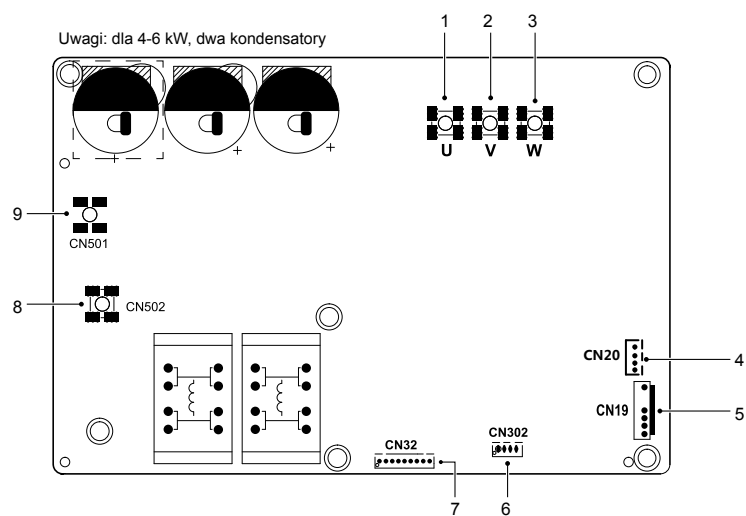 1 2 3
Uwagi: dla 4-6 kW, dwa kondensatory
+ + +
U V W
9
CN501
8 CN502
CN20 4
CN19 5
CN32 CN302
7 6